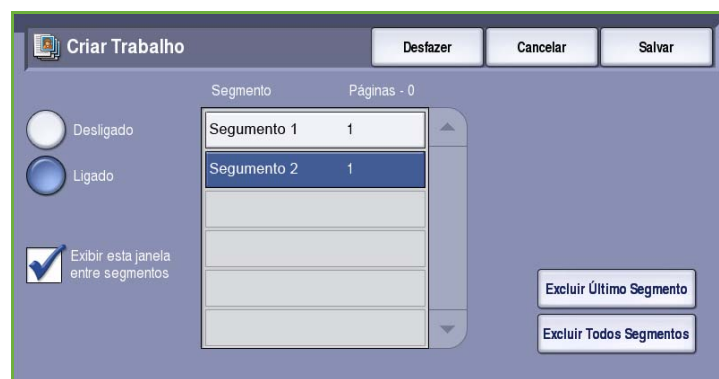 Criar Trabalho
Desfazer
Cancelar
Salvar
Segmento Páginas - 0
Desligado
Ligado
Segumento 1 1
Segumento 2 1
Exibir esta janela
entre segmentos
Excluir Último Segmento
Excluir Todos Segmentos